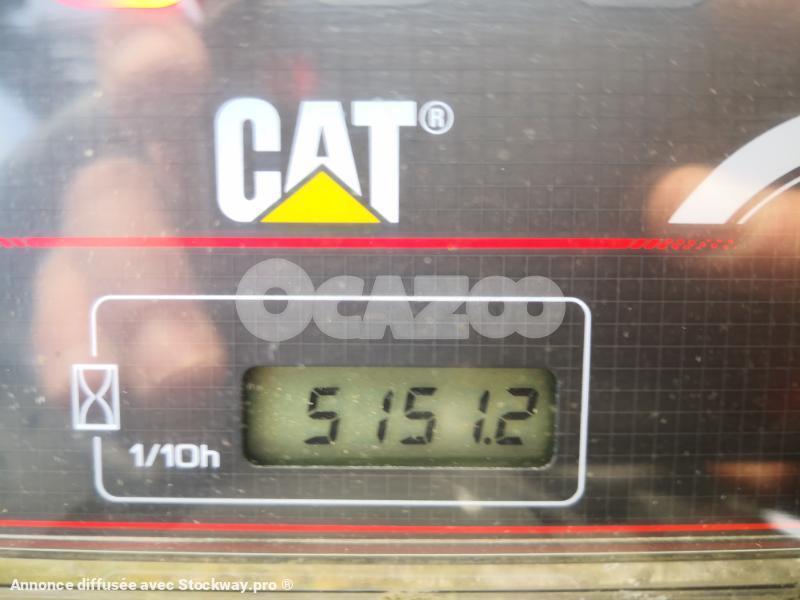 CAT®
OCAZOO
5151.2
1/10h
Annonce diffusée avec Stockway.pro ®